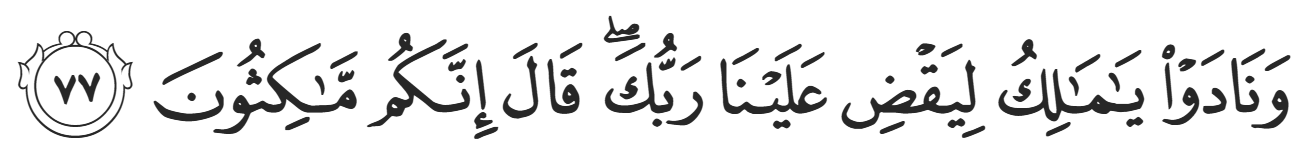 وَنَادَوْا۟ يَـٰمَـٰلِكُ لِيَقْضِ عَلَيْنَا رَبُّكَ ۖ قَالَ إِنَّكُم مَّـٰكِثُونَ ٧٧